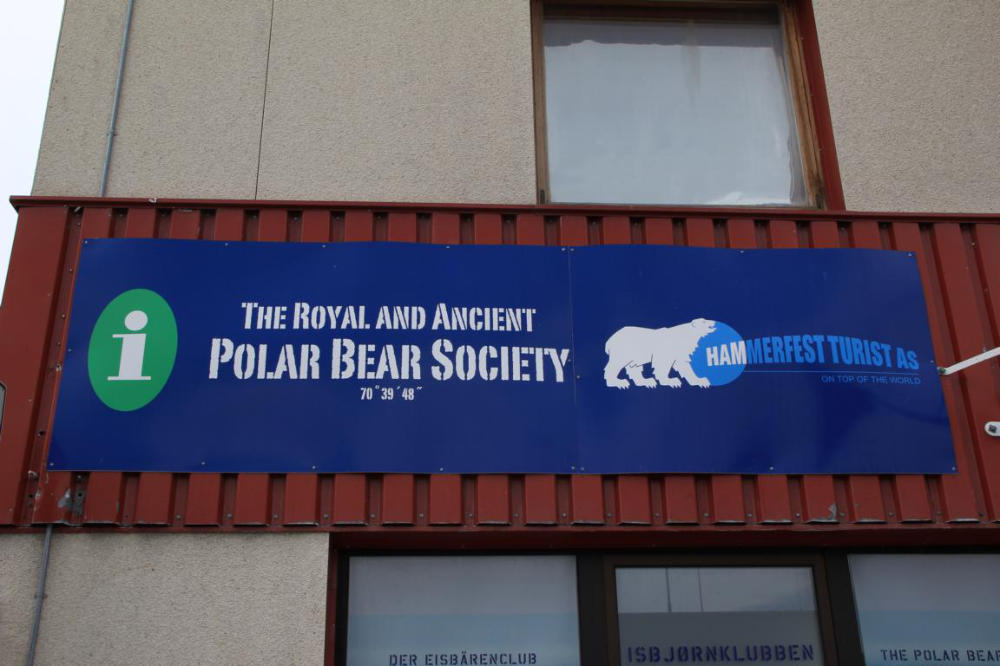 i
THE ROYAL AND ANCIENT
POLAR BEAR SOCIETY
70°39´48˝
HAMMERFEST TURIST AS
ON TOP OF THE WORLD
DER EISBÄRENCLUB
ISBJØRNKLUBBEN
THE POLAR BEAR